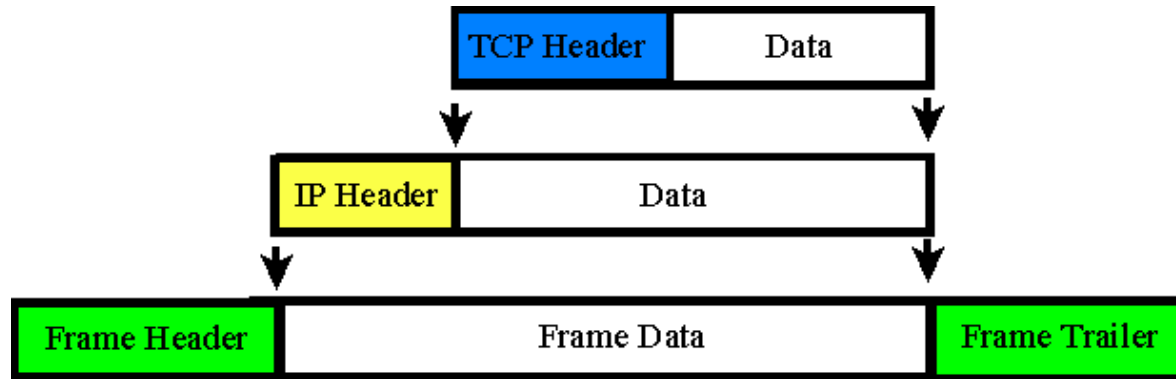 TCP Header Data
IP Header Data
Frame Header Frame Data Frame Trailer